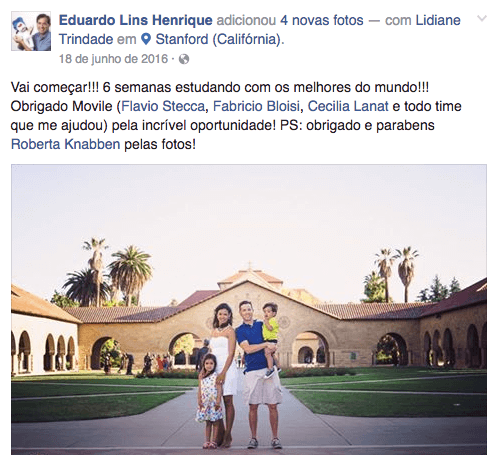 Eduardo Lins Henrique adicionou 4 novas fotos — com Lidiane
Trindade em Stanford (Califórnia).
18 de junho de 2016 ·
Vai começar!!! 6 semanas estudando com os melhores do mundo!!!
Obrigado Movile (Flavio Stecca, Fabricio Bloisi, Cecilia Lanat e todo time
que me ajudou) pela incrível oportunidade! PS: obrigado e parabens
Roberta Knabben pelas fotos!